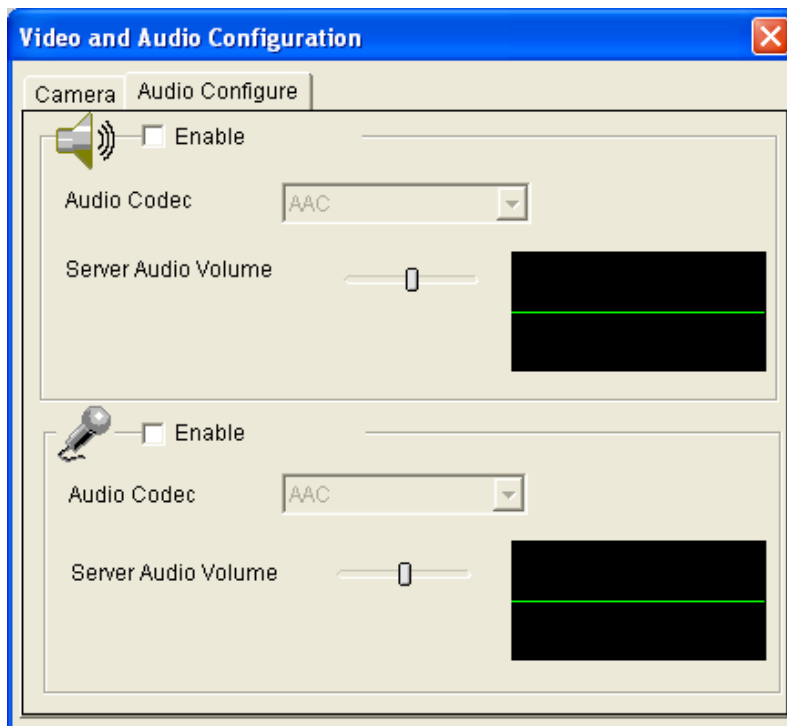 Video and Audio Configuration
Camera Audio Configure
Enable
Audio Codec AAC
Server Audio Volume
Enable
Audio Codec AAC
Server Audio Volume